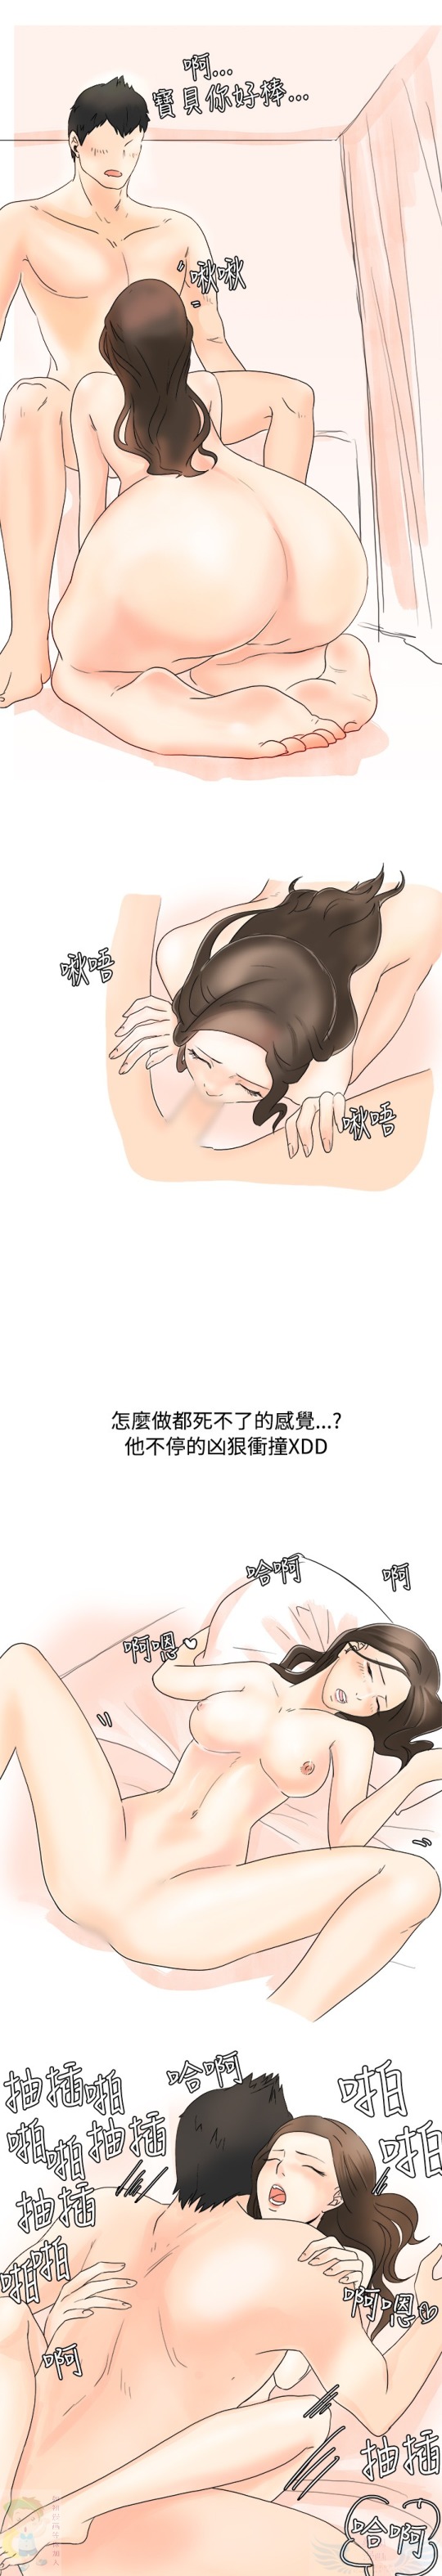 啊...
寶貝你好棒...
啾啾
啾唔
啾唔
怎麼做都死不了的感覺...?
他不停的凶狠衝撞XDD
哈啊
啊
啊嗯♡
哈啊
抽插啪
啪
啪
啪抽插
啪
抽插
啪啪
啊嗯♡
啊
抽插
哈啊